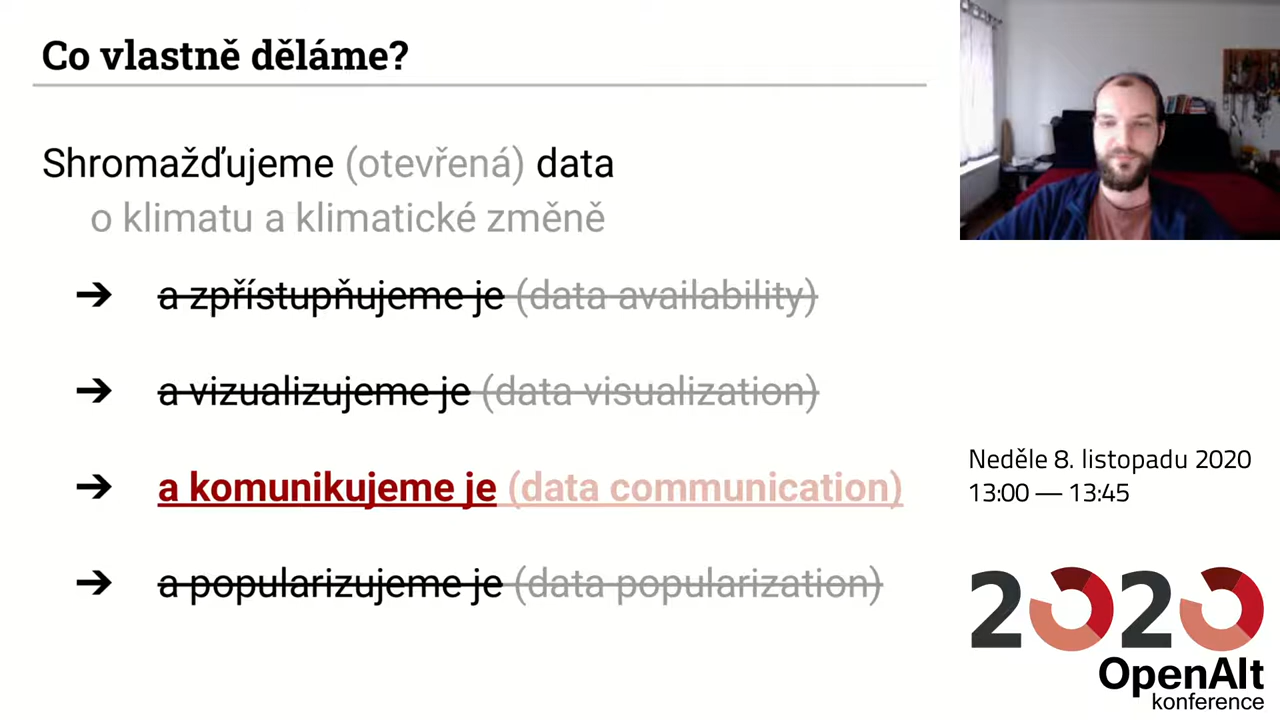 Co vlastně děláme?
Shromažďujeme (otevřená) data
o klimatu a klimatické změně
➔ a zpřístupňujeme je (data availability)
➔ a vizualizujeme je (data visualization)
➔ a komunikujeme je (data communication)
➔ a popularizujeme je (data popularization)
Neděle 8. listopadu 2020
13:00 — 13:45
2020
OpenAlt
konference